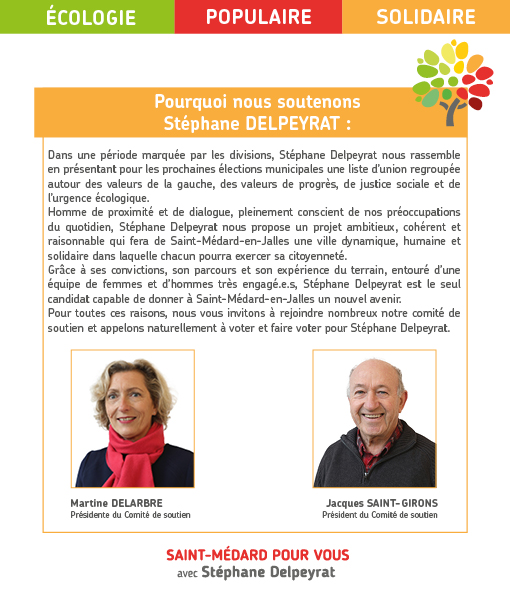 ÉCOLOGIE POPULAIRE SOLIDAIRE
Pourquoi nous soutenons
Stéphane DELPEYRAT :
Dans une période marquée par les divisions, Stéphane Delpeyrat nous rassemble
en présentant pour les prochaines élections municipales une liste d'union regroupée
autour des valeurs de la gauche, des valeurs de progrès, de justice sociale et de
l'urgence écologique.
Homme de proximité et de dialogue, pleinement conscient de nos préoccupations
du quotidien, Stéphane Delpeyrat nous propose un projet ambitieux, cohérent et
raisonnable qui fera de Saint-Médard-en-Jalles une ville dynamique, humaine et
solidaire dans laquelle chacun pourra exercer sa citoyenneté.
Grâce à ses convictions, son parcours et son expérience du terrain, entouré d'une
équipe de femmes et d'hommes très engagé.e.s, Stéphane Delpeyrat est le seul
candidat capable de donner à Saint-Médard-en-Jalles un nouvel avenir.
Pour toutes ces raisons, nous vous invitons à rejoindre nombreux notre comité de
soutien et appelons naturellement à voter et faire voter pour Stéphane Delpeyrat.
Martine DELARBRE
Présidente du Comité de soutien
Jacques SAINT-GIRONS
Président du Comité de soutien
SAINT-MÉDARD POUR VOUS
avec Stéphane Delpeyrat